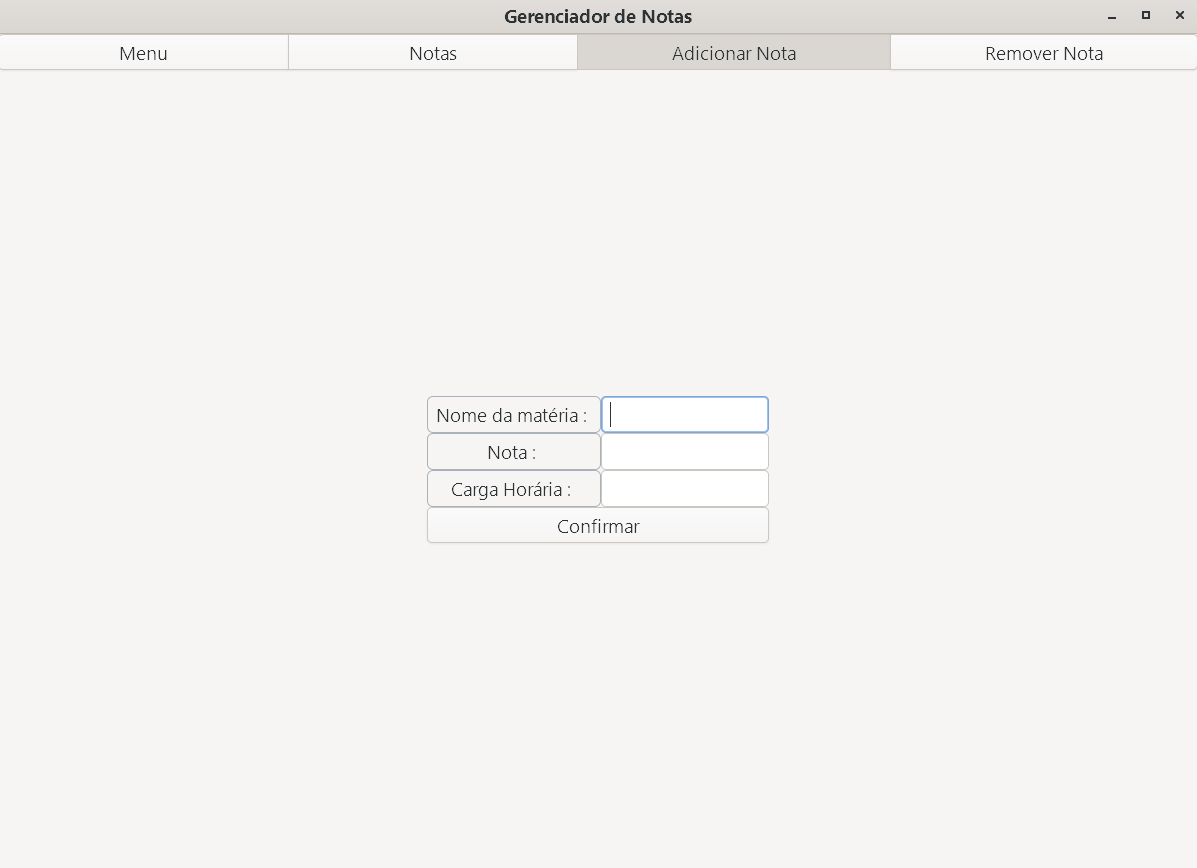 Gerenciador de Notas
Menu Notas Adicionar Nota Remover Nota
Nome da matéria :
Nota :
Carga Horária :
Confirmar